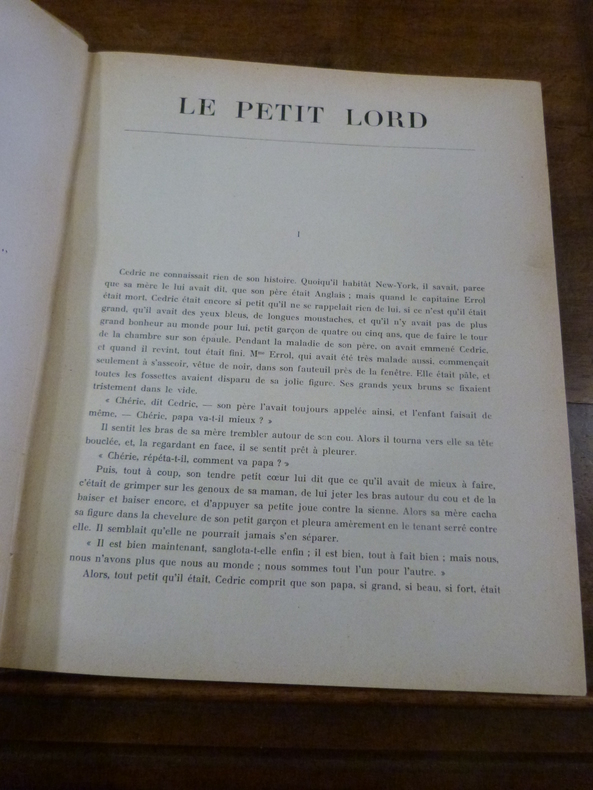 LE PETIT LORD
I
Cedric ne connaissait rien de son histoire. Quoiqu'il habitât New-York, il savait, parce
que sa mère le lui avait dit, que son père était Anglais ; mais quand le capitaine Errol
était mort, Cedric était encore si petit qu'il ne se rappelait rien de lui, si ce n'est qu'il était
grand, qu'il avait des yeux bleus, de longues moustaches, et qu'il n'y avait pas de plus
grand bonheur au monde pour lui, petit garçon de quatre ou cinq ans, que de faire le tour
de la chambre sur son épaule. Pendant la maladie de son père, on avait emmené Cedric,
et quand il revint, tout était fini. Mme Errol, qui avait été très malade aussi, commençait
seulement à s'asseoir, vêtue de noir, dans son fauteuil près de la fenêtre. Elle était pâle, et
toutes les fossettes avaient disparu de sa jolie figure. Ses grands yeux bruns se fixaient
tristement dans le vide.
« Chérie, dit Cedric, — son père l'avait toujours appelée ainsi, et l'enfant faisait de
même, — Chérie, papa va-t-il mieux ? »
Il sentit les bras de sa mère trembler autour de son cou. Alors il tourna vers elle sa tête
bouclée, et, la regardant en face, il se sentit prêt à pleurer.
« Chérie, répéta-t-il, comment va papa ? »
Puis, tout à coup, son tendre petit cœur lui dit que ce qu'il avait de mieux à faire,
c'était de grimper sur les genoux de sa maman, de lui jeter les bras autour du cou et de la
baiser et baiser encore, et d'appuyer sa petite joue contre la sienne. Alors sa mère cacha
sa figure dans la chevelure de son petit garçon et pleura amèrement en le tenant serré contre
elle. Il semblait qu'elle ne pourrait jamais s'en séparer.
« Il est bien maintenant, sanglota-t-elle enfin ; il est bien, tout à fait bien ; mais nous,
nous n'avons plus que nous au monde ; nous sommes tout l'un pour l'autre. »
Alors, tout petit qu'il était, Cedric comprit que son papa, si grand, si beau, si fort, était